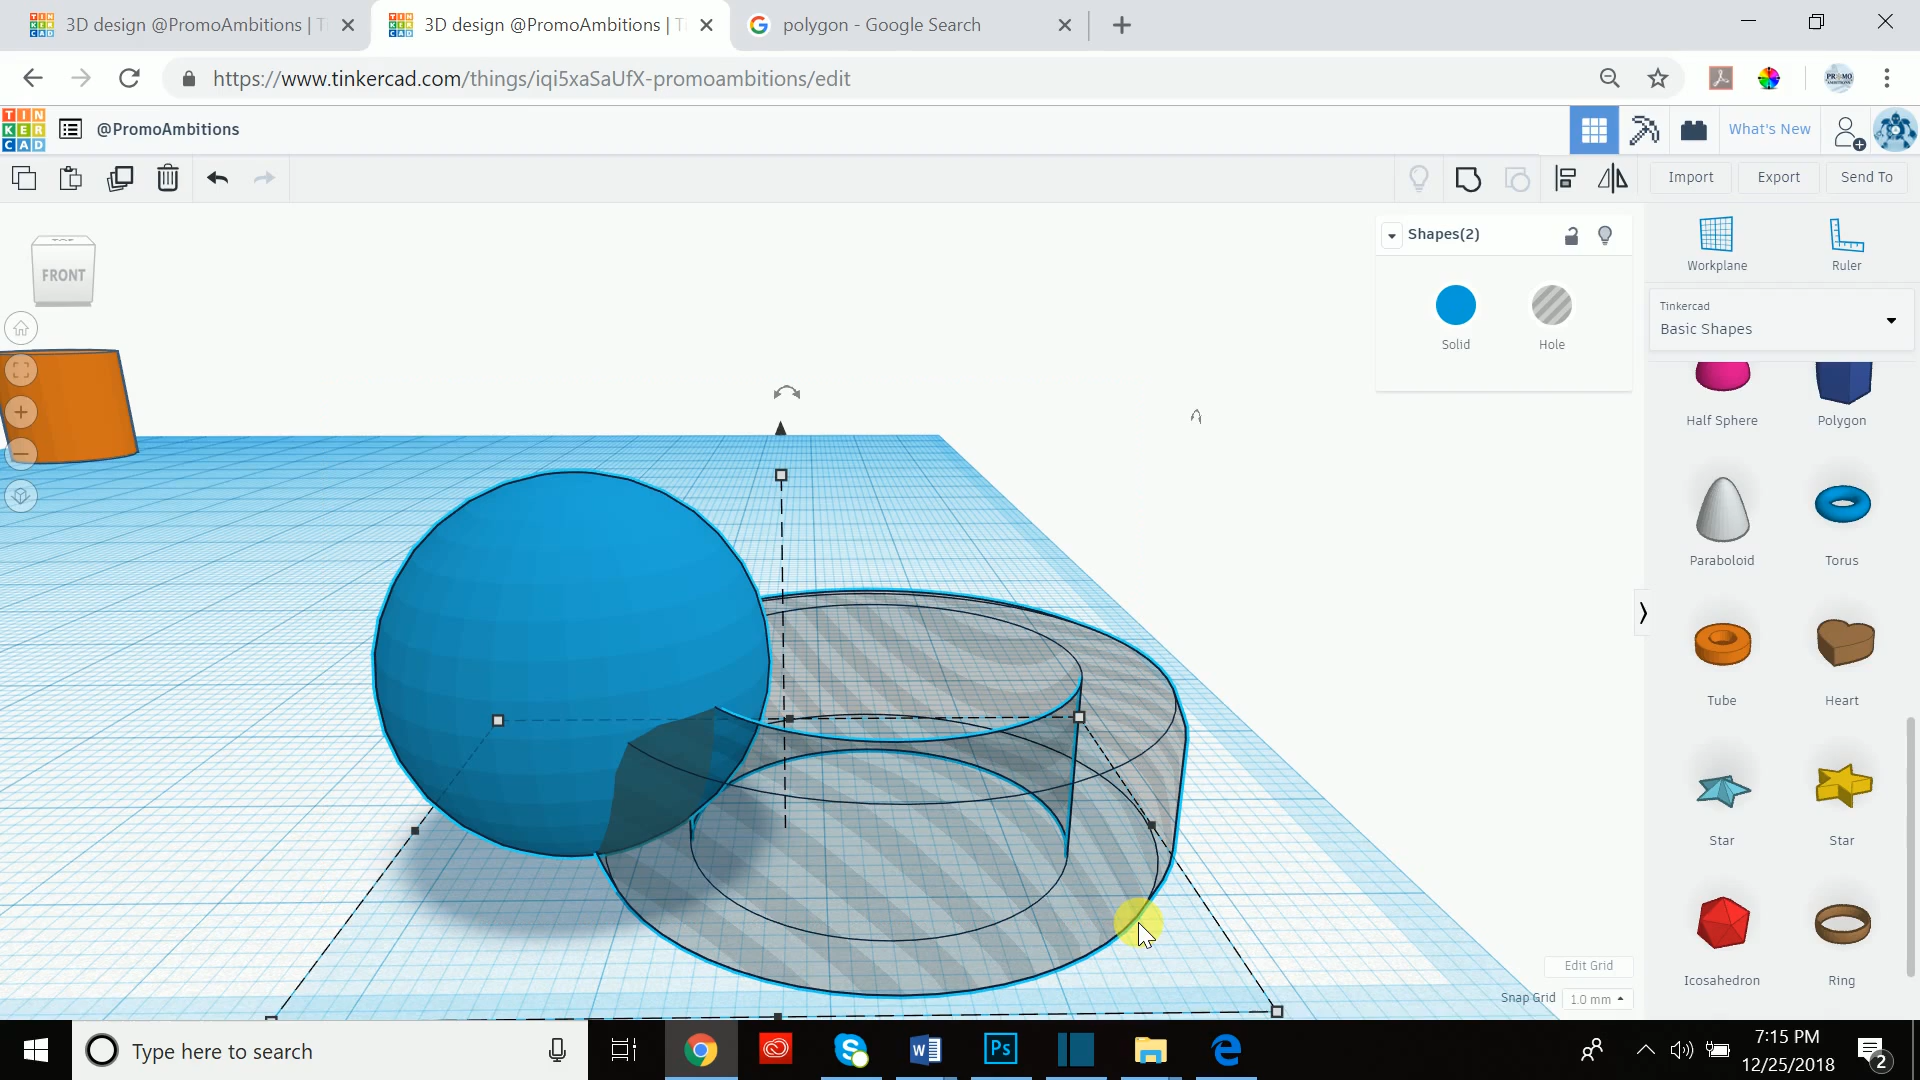 3D design @PromoAmbitions | T
3D design @PromoAmbitions | T
polygon - Google Search
https://www.tinkercad.com/things/iqi5xaSaUfX-promoambitions/edit
TIN
KER
CAD
@PromoAmbitions
What's New
Import
Export
Send To
TOP
FRONT
Shapes(2)
Solid
Hole
Workplane
Ruler
Tinkercad
Basic Shapes
Half Sphere
Polygon
Paraboloid
Torus
Tube
Heart
Star
Star
Icosahedron
Ring
Edit Grid
Snap Grid
1.0 mm
Type here to search
Ps
7:15 PM
12/25/2018
2